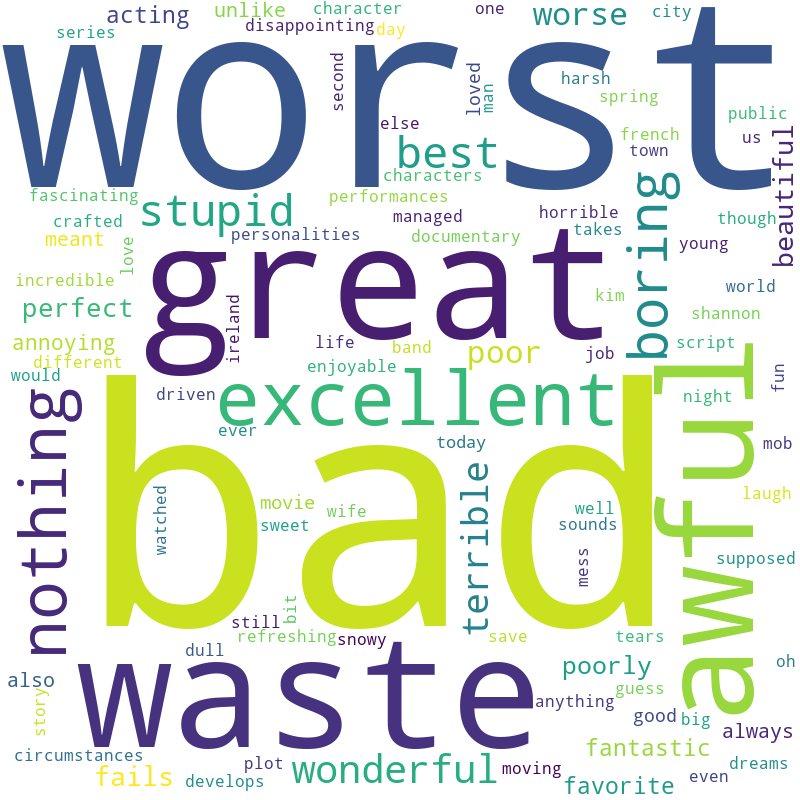 acting
unlike
character
one
worse
city
series
disappointing
day
worst
second
loved
man
harsh
spring
public
else
best
french
us
town
beautiful
characters
fascinating
performances
stupid
crafted
managed
horrible
boring
though
meant
love
personalities
documentary
takes
young
great
incredible
kim
world
perfect
ireland
shannon
annoying
life
band
poor
job
script
different
enjoyable
would
driven
excellent
awful
night
fun
nothing
ever
bad
today
mob
watched
movie
wife
sweet
terrible
well
sounds
laugh
mess
supposed
bit
still
refreshing
snowy
save
tears
dull
waste
poorly
oh
also
guess
story
anything
good
big
always
circumstances
plot
fantastic
fails
develops
wonderful
moving
favorite
even
dreams